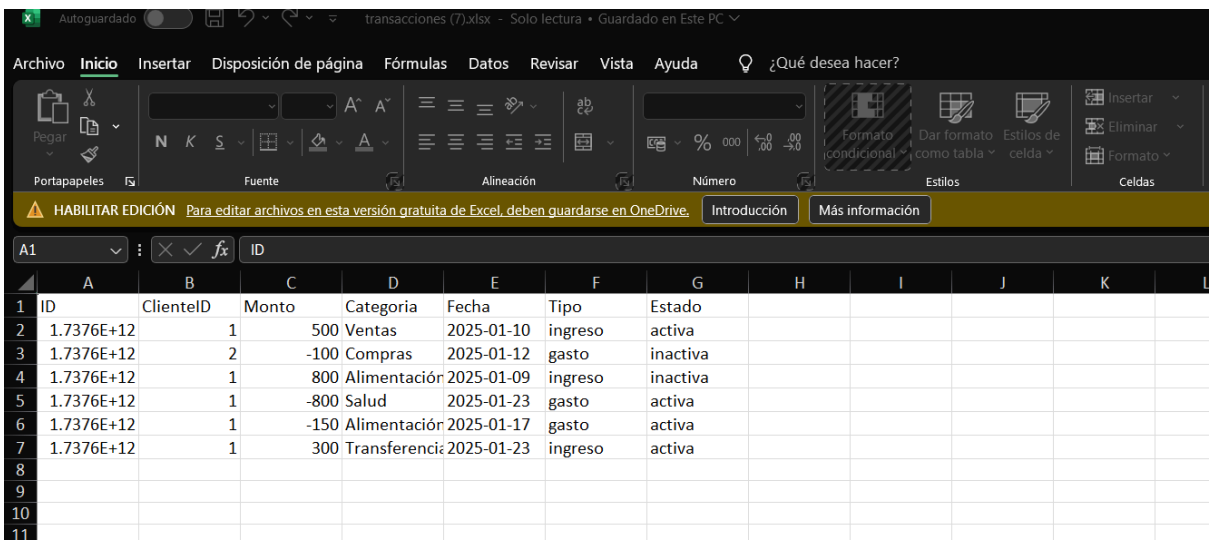 Autoguardado transacciones (7).xlsx - Solo lectura • Guardado en Este PC
Archivo Inicio Insertar Disposición de página Fórmulas Datos Revisar Vista Ayuda ¿Qué desea hacer?
Pegar N K S A A A ab % 000 Formato condicional Dar formato como tabla Estilos de celda Insertar Eliminar Formato
Portapapeles Fuente Alineación Número Estilos Celdas
HABILITAR EDICIÓN Para editar archivos en esta versión gratuita de Excel, deben guardarse en OneDrive. Introducción Más información
A1 fx ID
A B C D E F G H I J K L
1 ID ClienteID Monto Categoria Fecha Tipo Estado
2 1.7376E+12 1 500 Ventas 2025-01-10 ingreso activa
3 1.7376E+12 2 -100 Compras 2025-01-12 gasto inactiva
4 1.7376E+12 1 800 Alimentación 2025-01-09 ingreso inactiva
5 1.7376E+12 1 -800 Salud 2025-01-23 gasto activa
6 1.7376E+12 1 -150 Alimentación 2025-01-17 gasto activa
7 1.7376E+12 1 300 Transferencia 2025-01-23 ingreso activa
8
9
10
11